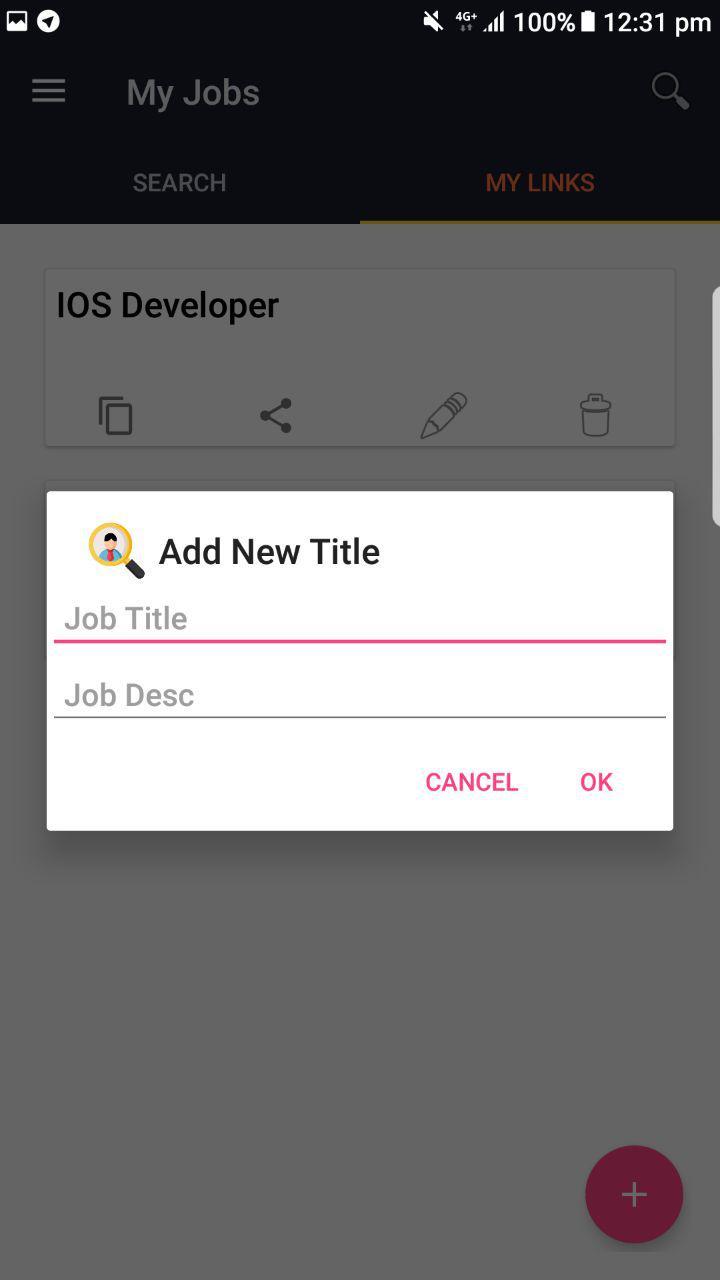 4G+ 100% 12:31 pm
My Jobs
SEARCH MY LINKS
IOS Developer
Add New Title
Job Title
Job Desc
CANCEL OK